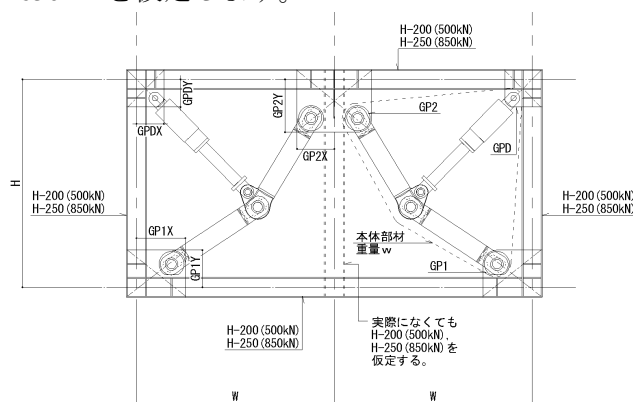 H-200(500kN)
H-250(850kN)
GPDY
GP2Y
GPDX
GP2
GPD
GP2X
H
H-200(500kN)
H-250(850kN)
H-200(500kN)
H-250(850kN)
GP1X
GP1Y
本体部材
重量w
GP1
H-200(500kN)
H-250(850kN)
実際になくても
H-200(500kN),
H-250(850kN)を
仮定する。
W
W